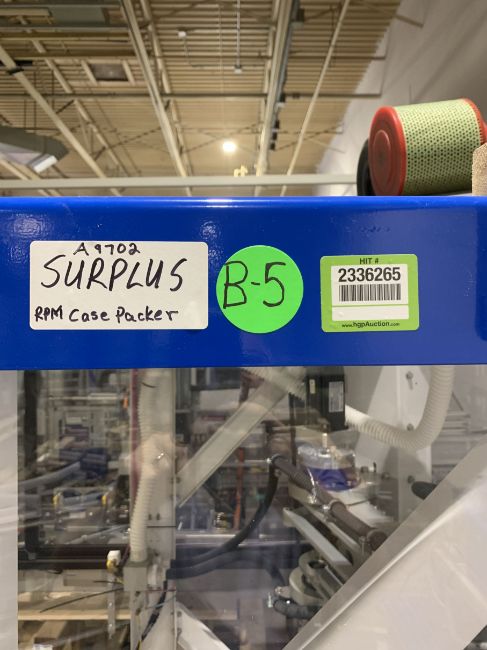 A9702
SURPLUS
RPM Case Packer
B-5
HIT #
2336265
www.hgpAuction.com